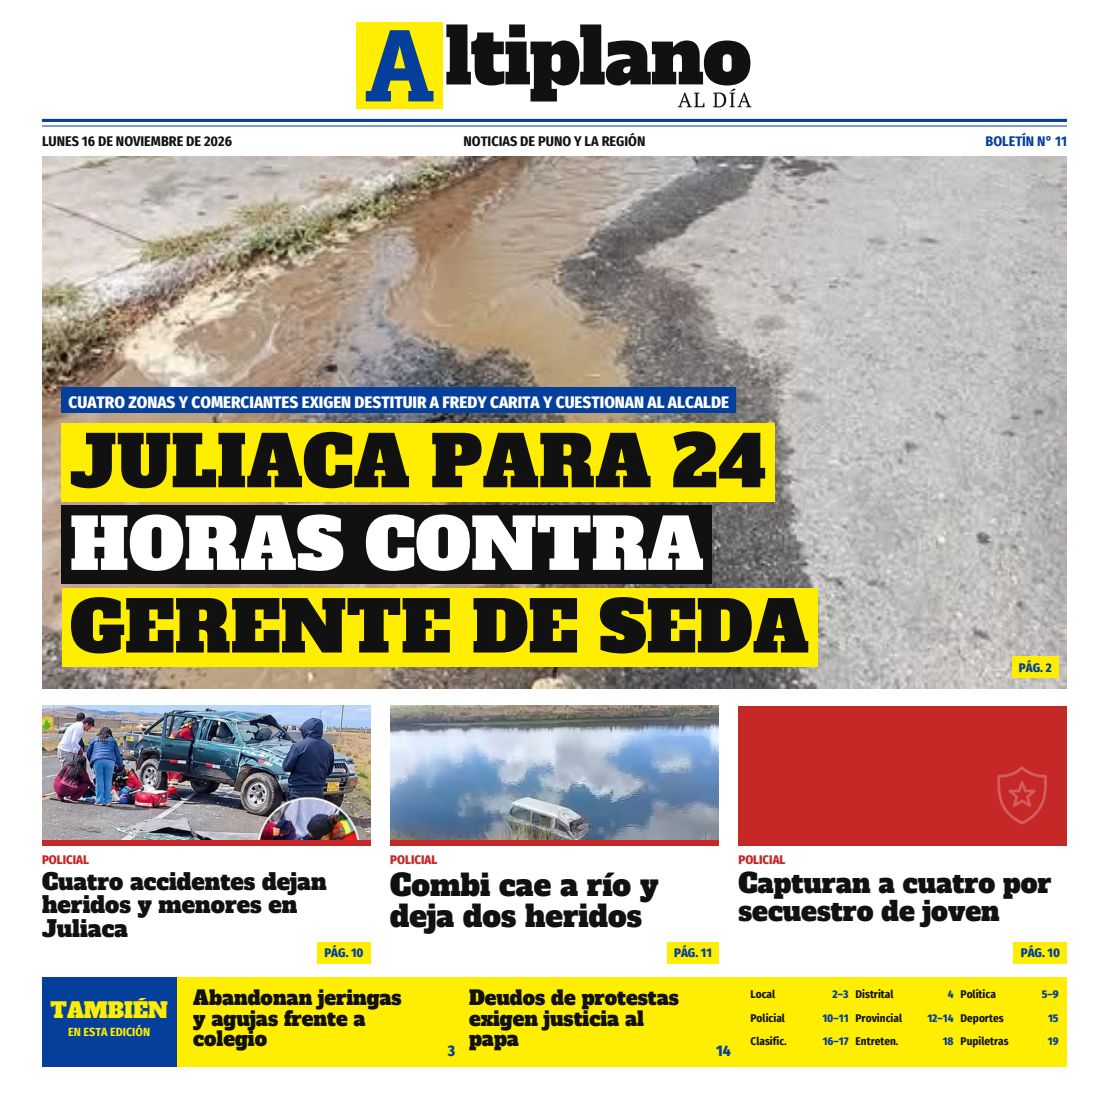 Altiplano
AL DÍA
LUNES 16 DE NOVIEMBRE DE 2026
NOTICIAS DE PUNO Y LA REGIÓN
BOLETÍN N° 11
CUATRO ZONAS Y COMERCIANTES EXIGEN DESTITUIR A FREDY CARITA Y CUESTIONAN AL ALCALDE
JULIACA PARA 24
HORAS CONTRA
GERENTE DE SEDA
PÁG. 2
POLICIAL
Cuatro accidentes dejan
heridos y menores en
Juliaca
PÁG. 10
POLICIAL
Combi cae a río y
deja dos heridos
PÁG. 11
POLICIAL
Capturan a cuatro por
secuestro de joven
PÁG. 10
TAMBIÉN
EN ESTA EDICIÓN
Abandonan jeringas
y agujas frente a
colegio
3
Deudos de protestas
exigen justicia al
papa
14
Local 2–3 Distrital 4 Política 5–9
Policial 10–11 Provincial 12–14 Deportes 15
Clasific. 16–17 Entreten. 18 Pupiletras 19